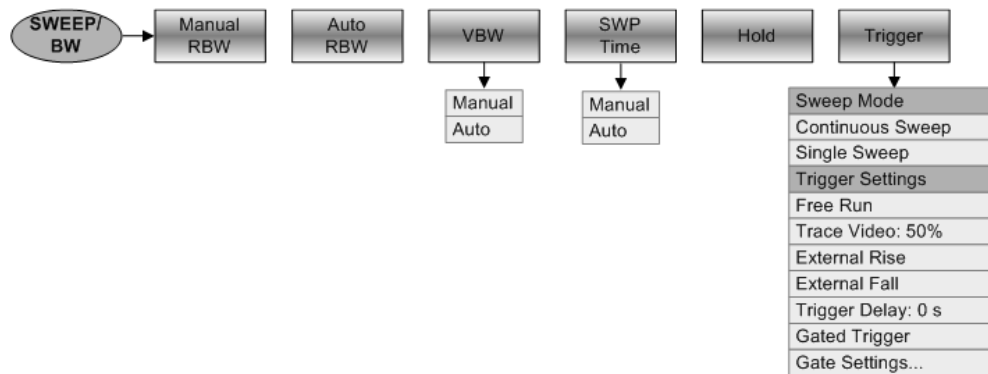 SWEEP/
BW
Manual
RBW
Auto
RBW
VBW
SWP
Time
Hold
Trigger
Manual
Auto
Manual
Auto
Sweep Mode
Continuous Sweep
Single Sweep
Trigger Settings
Free Run
Trace Video: 50%
External Rise
External Fall
Trigger Delay: 0 s
Gated Trigger
Gate Settings...